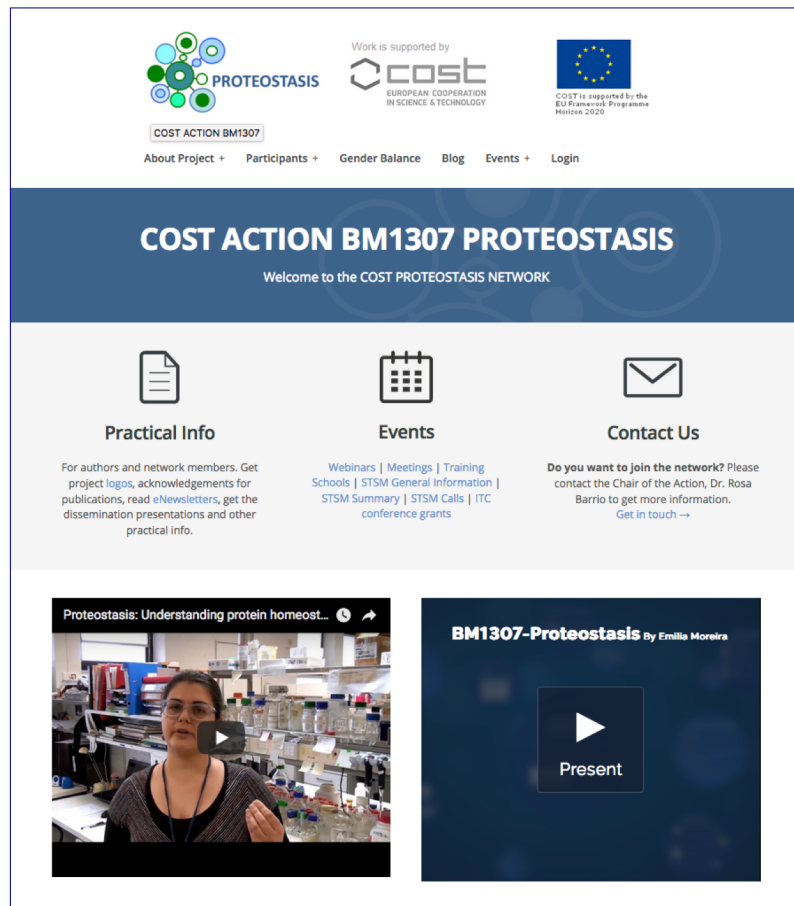 PROTEOSTASIS
Work is supported by
cost
EUROPEAN COOPERATION
IN SCIENCE & TECHNOLOGY
COST is supported by the
EU Framework Programme
Horizon 2020
COST ACTION BM1307
About Project + Participants + Gender Balance Blog Events + Login
COST ACTION BM1307 PROTEOSTASIS
Welcome to the COST PROTEOSTASIS NETWORK
Practical Info
For authors and network members. Get
project logos, acknowledgements for
publications, read eNewsletters, get the
dissemination presentations and other
practical info.
Events
Webinars | Meetings | Training
Schools | STSM General Information |
STSM Summary | STSM Calls | ITC
conference grants
Contact Us
Do you want to join the network? Please
contact the Chair of the Action, Dr. Rosa
Barrio to get more information.
Get in touch →
Proteostasis: Understanding protein homeost...
BM1307-Proteostasis By Emilia Moreira
Present